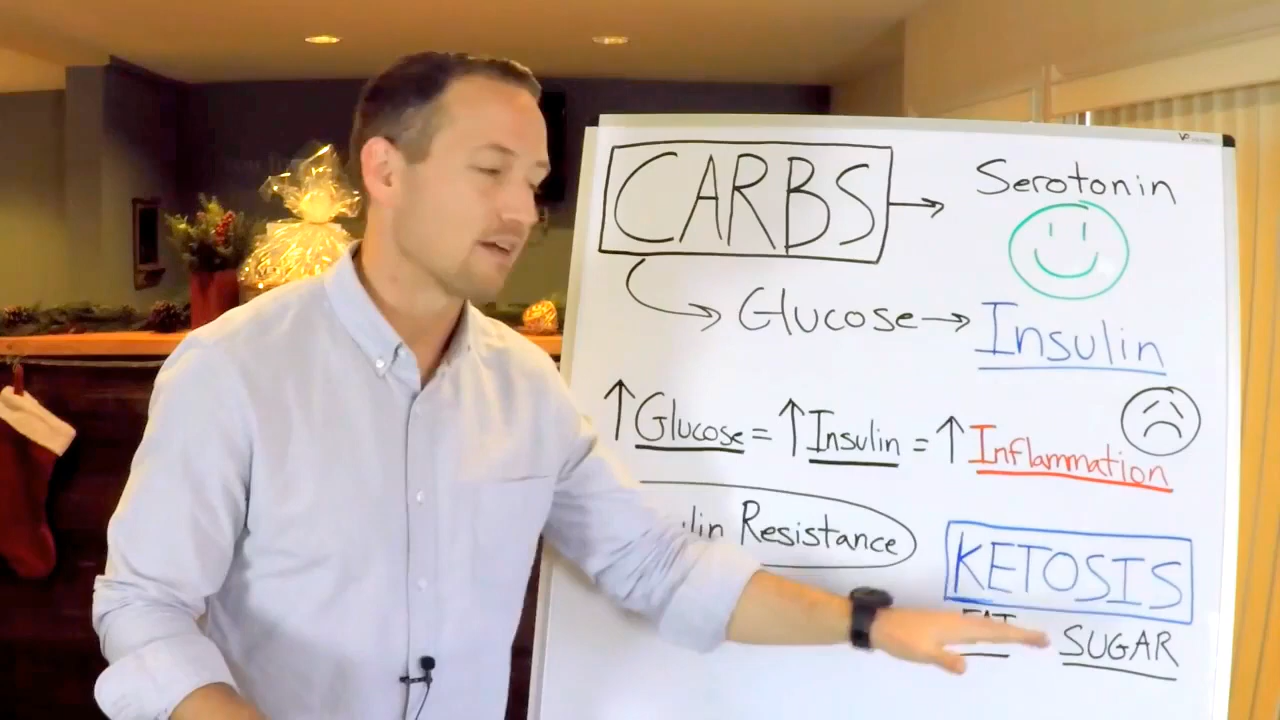 CARBS → Serotonin
→ Glucose → Insulin
↑ Glucose = ↑ Insulin = ↑ Inflammation
Resistance
KETOSIS
SUGAR